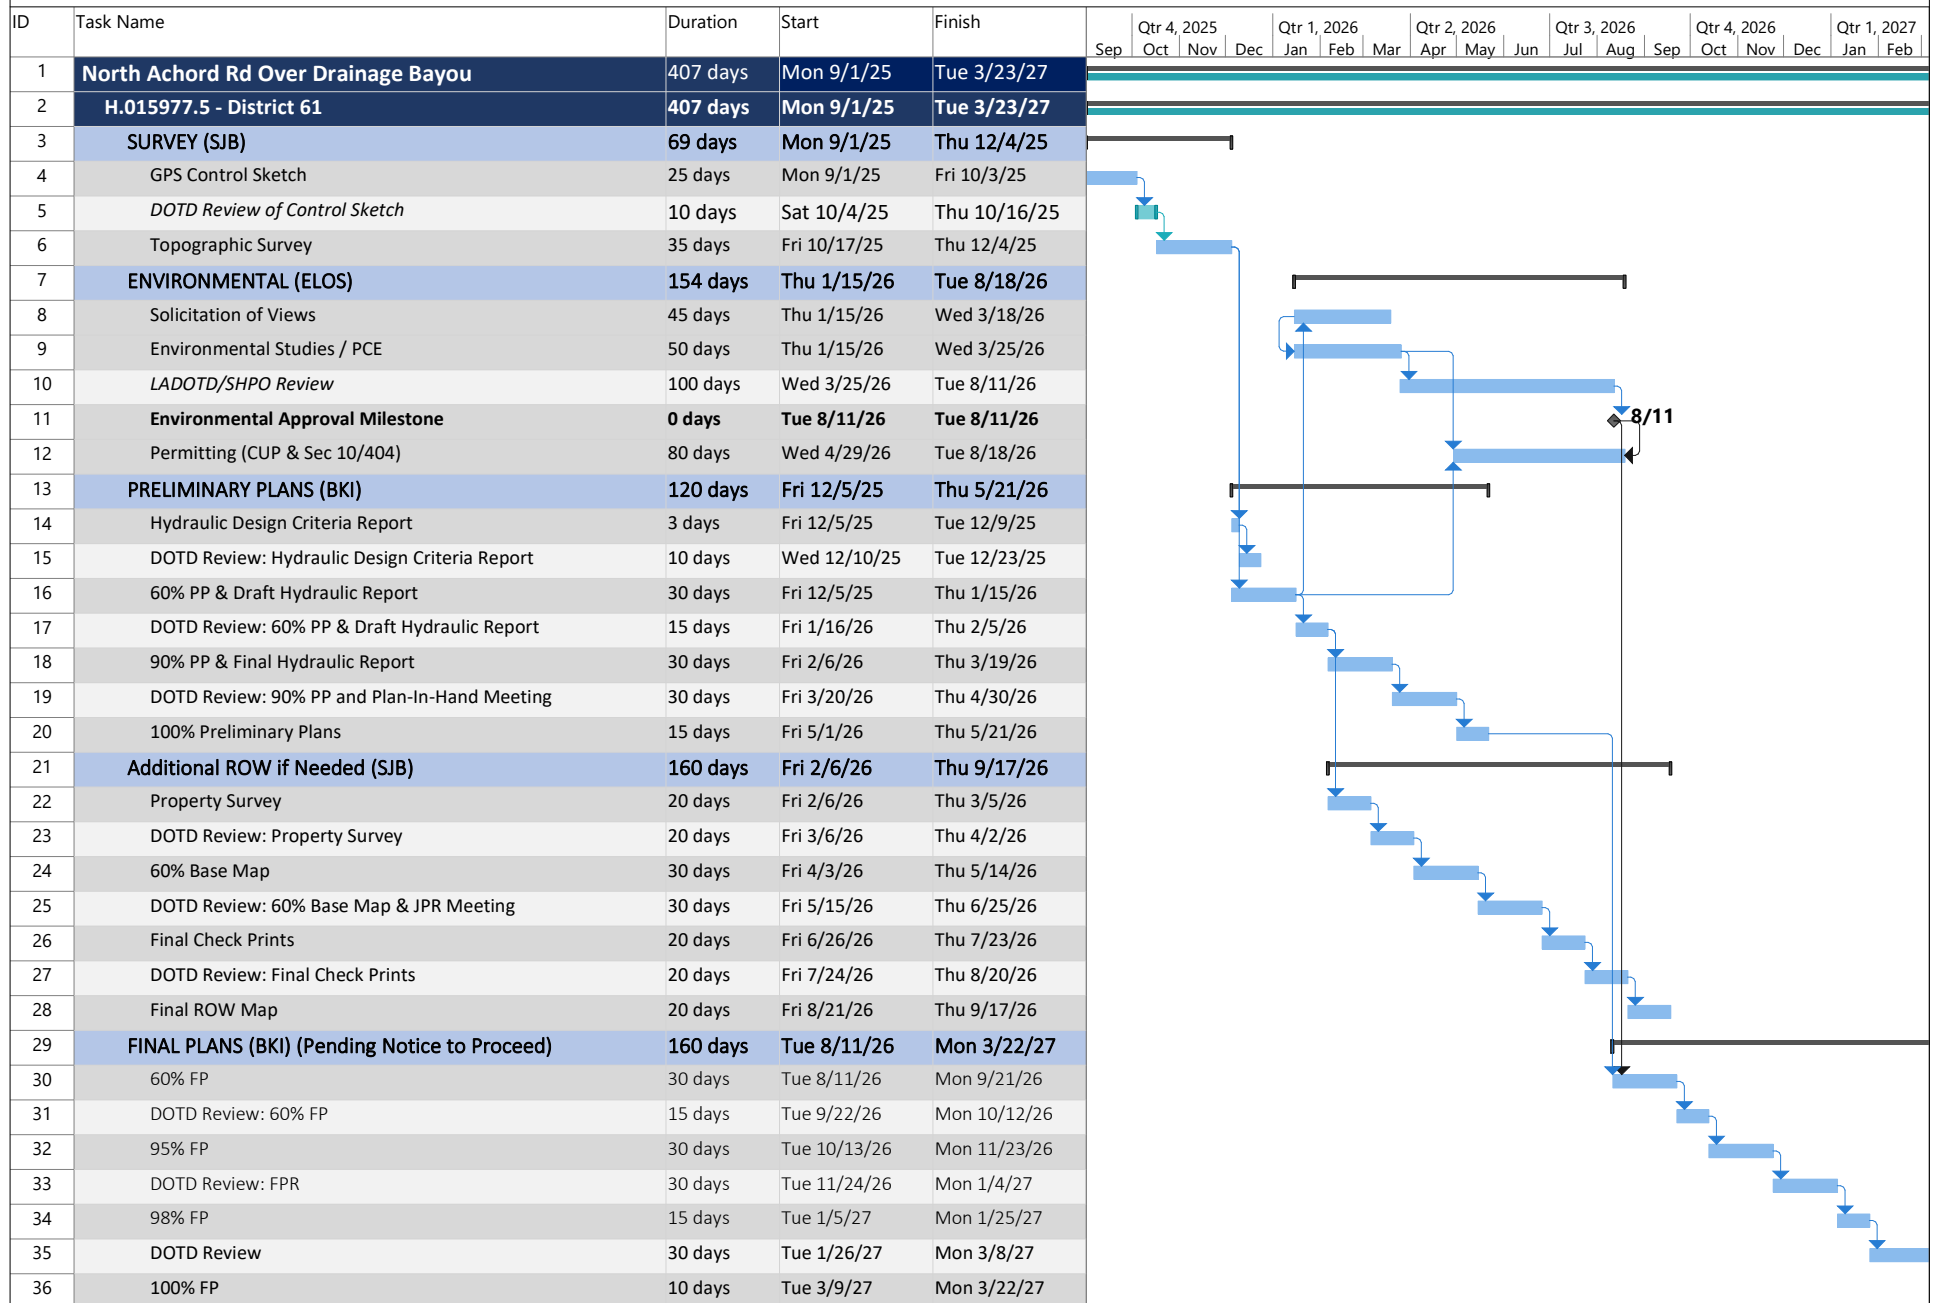 ID Task Name Duration Start Finish Qtr 4, 2025 Qtr 1, 2026 Qtr 2, 2026 Qtr 3, 2026 Qtr 4, 2026 Qtr 1, 2027
Sep Oct Nov Dec Jan Feb Mar Apr May Jun Jul Aug Sep Oct Nov Dec Jan Feb
1 North Achord Rd Over Drainage Bayou 407 days Mon 9/1/25 Tue 3/23/27
2 H.015977.5 - District 61 407 days Mon 9/1/25 Tue 3/23/27
3 SURVEY (SJB) 69 days Mon 9/1/25 Thu 12/4/25
4 GPS Control Sketch 25 days Mon 9/1/25 Fri 10/3/25
5 DOTD Review of Control Sketch 10 days Sat 10/4/25 Thu 10/16/25
6 Topographic Survey 35 days Fri 10/17/25 Thu 12/4/25
7 ENVIRONMENTAL (ELOS) 154 days Thu 1/15/26 Tue 8/18/26
8 Solicitation of Views 45 days Thu 1/15/26 Wed 3/18/26
9 Environmental Studies / PCE 50 days Thu 1/15/26 Wed 3/25/26
10 LADOTD/SHPO Review 100 days Wed 3/25/26 Tue 8/11/26
11 Environmental Approval Milestone 0 days Tue 8/11/26 Tue 8/11/26 8/11
12 Permitting (CUP & Sec 10/404) 80 days Wed 4/29/26 Tue 8/18/26
13 PRELIMINARY PLANS (BKI) 120 days Fri 12/5/25 Thu 5/21/26
14 Hydraulic Design Criteria Report 3 days Fri 12/5/25 Tue 12/9/25
15 DOTD Review: Hydraulic Design Criteria Report 10 days Wed 12/10/25 Tue 12/23/25
16 60% PP & Draft Hydraulic Report 30 days Fri 12/5/25 Thu 1/15/26
17 DOTD Review: 60% PP & Draft Hydraulic Report 15 days Fri 1/16/26 Thu 2/5/26
18 90% PP & Final Hydraulic Report 30 days Fri 2/6/26 Thu 3/19/26
19 DOTD Review: 90% PP and Plan-In-Hand Meeting 30 days Fri 3/20/26 Thu 4/30/26
20 100% Preliminary Plans 15 days Fri 5/1/26 Thu 5/21/26
21 Additional ROW if Needed (SJB) 160 days Fri 2/6/26 Thu 9/17/26
22 Property Survey 20 days Fri 2/6/26 Thu 3/5/26
23 DOTD Review: Property Survey 20 days Fri 3/6/26 Thu 4/2/26
24 60% Base Map 30 days Fri 4/3/26 Thu 5/14/26
25 DOTD Review: 60% Base Map & JPR Meeting 30 days Fri 5/15/26 Thu 6/25/26
26 Final Check Prints 20 days Fri 6/26/26 Thu 7/23/26
27 DOTD Review: Final Check Prints 20 days Fri 7/24/26 Thu 8/20/26
28 Final ROW Map 20 days Fri 8/21/26 Thu 9/17/26
29 FINAL PLANS (BKI) (Pending Notice to Proceed) 160 days Tue 8/11/26 Mon 3/22/27
30 60% FP 30 days Tue 8/11/26 Mon 9/21/26
31 DOTD Review: 60% FP 15 days Tue 9/22/26 Mon 10/12/26
32 95% FP 30 days Tue 10/13/26 Mon 11/23/26
33 DOTD Review: FPR 30 days Tue 11/24/26 Mon 1/4/27
34 98% FP 15 days Tue 1/5/27 Mon 1/25/27
35 DOTD Review 30 days Tue 1/26/27 Mon 3/8/27
36 100% FP 10 days Tue 3/9/27 Mon 3/22/27